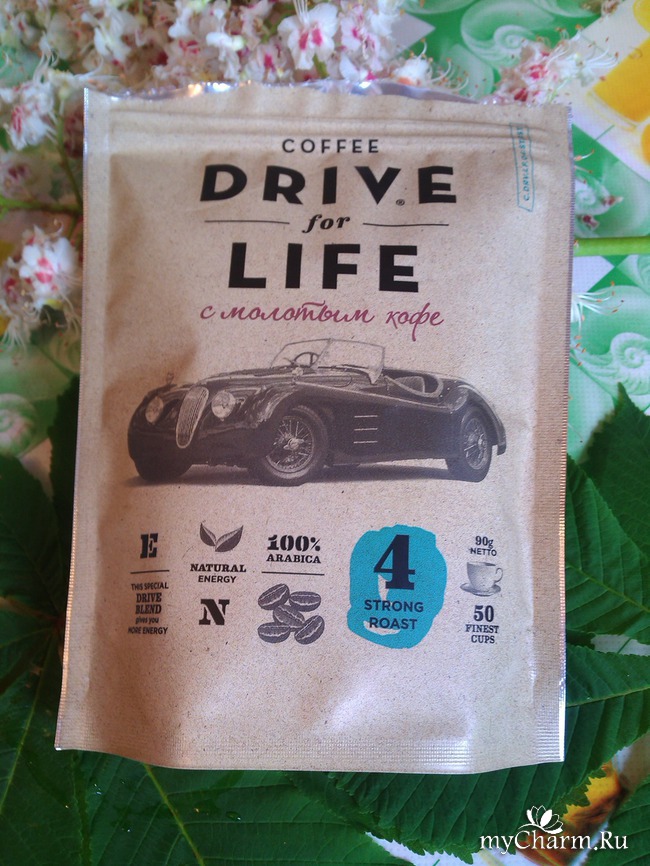 COFFEE
DRIVE®
for
LIFE
с молотым кофе
E
THIS SPECIAL
DRIVE
BLEND
gives you
MORE ENERGY
NATURAL
ENERGY
N
100%
ARABICA
4
STRONG
ROAST
90g
NETTO
50
FINEST
CUPS
myCharm.Ru